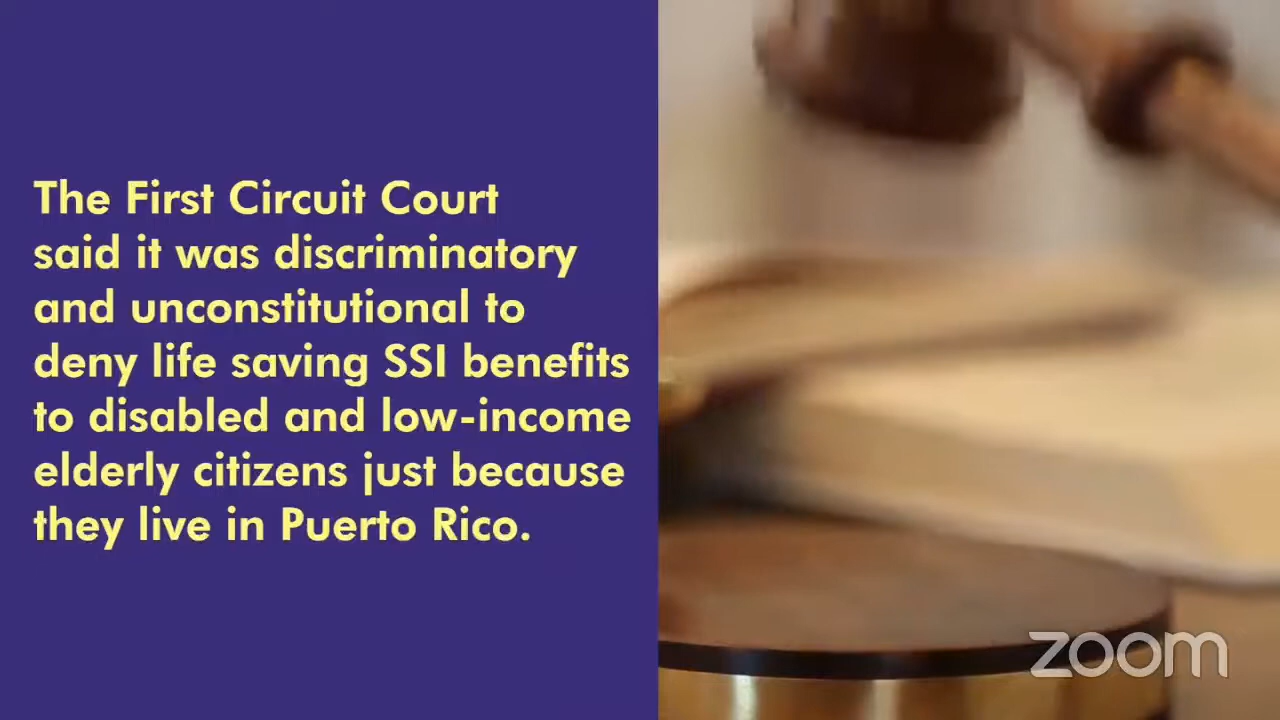 The First Circuit Court
said it was discriminatory
and unconstitutional to
deny life saving SSI benefits
to disabled and low-income
elderly citizens just because
they live in Puerto Rico.
zoom